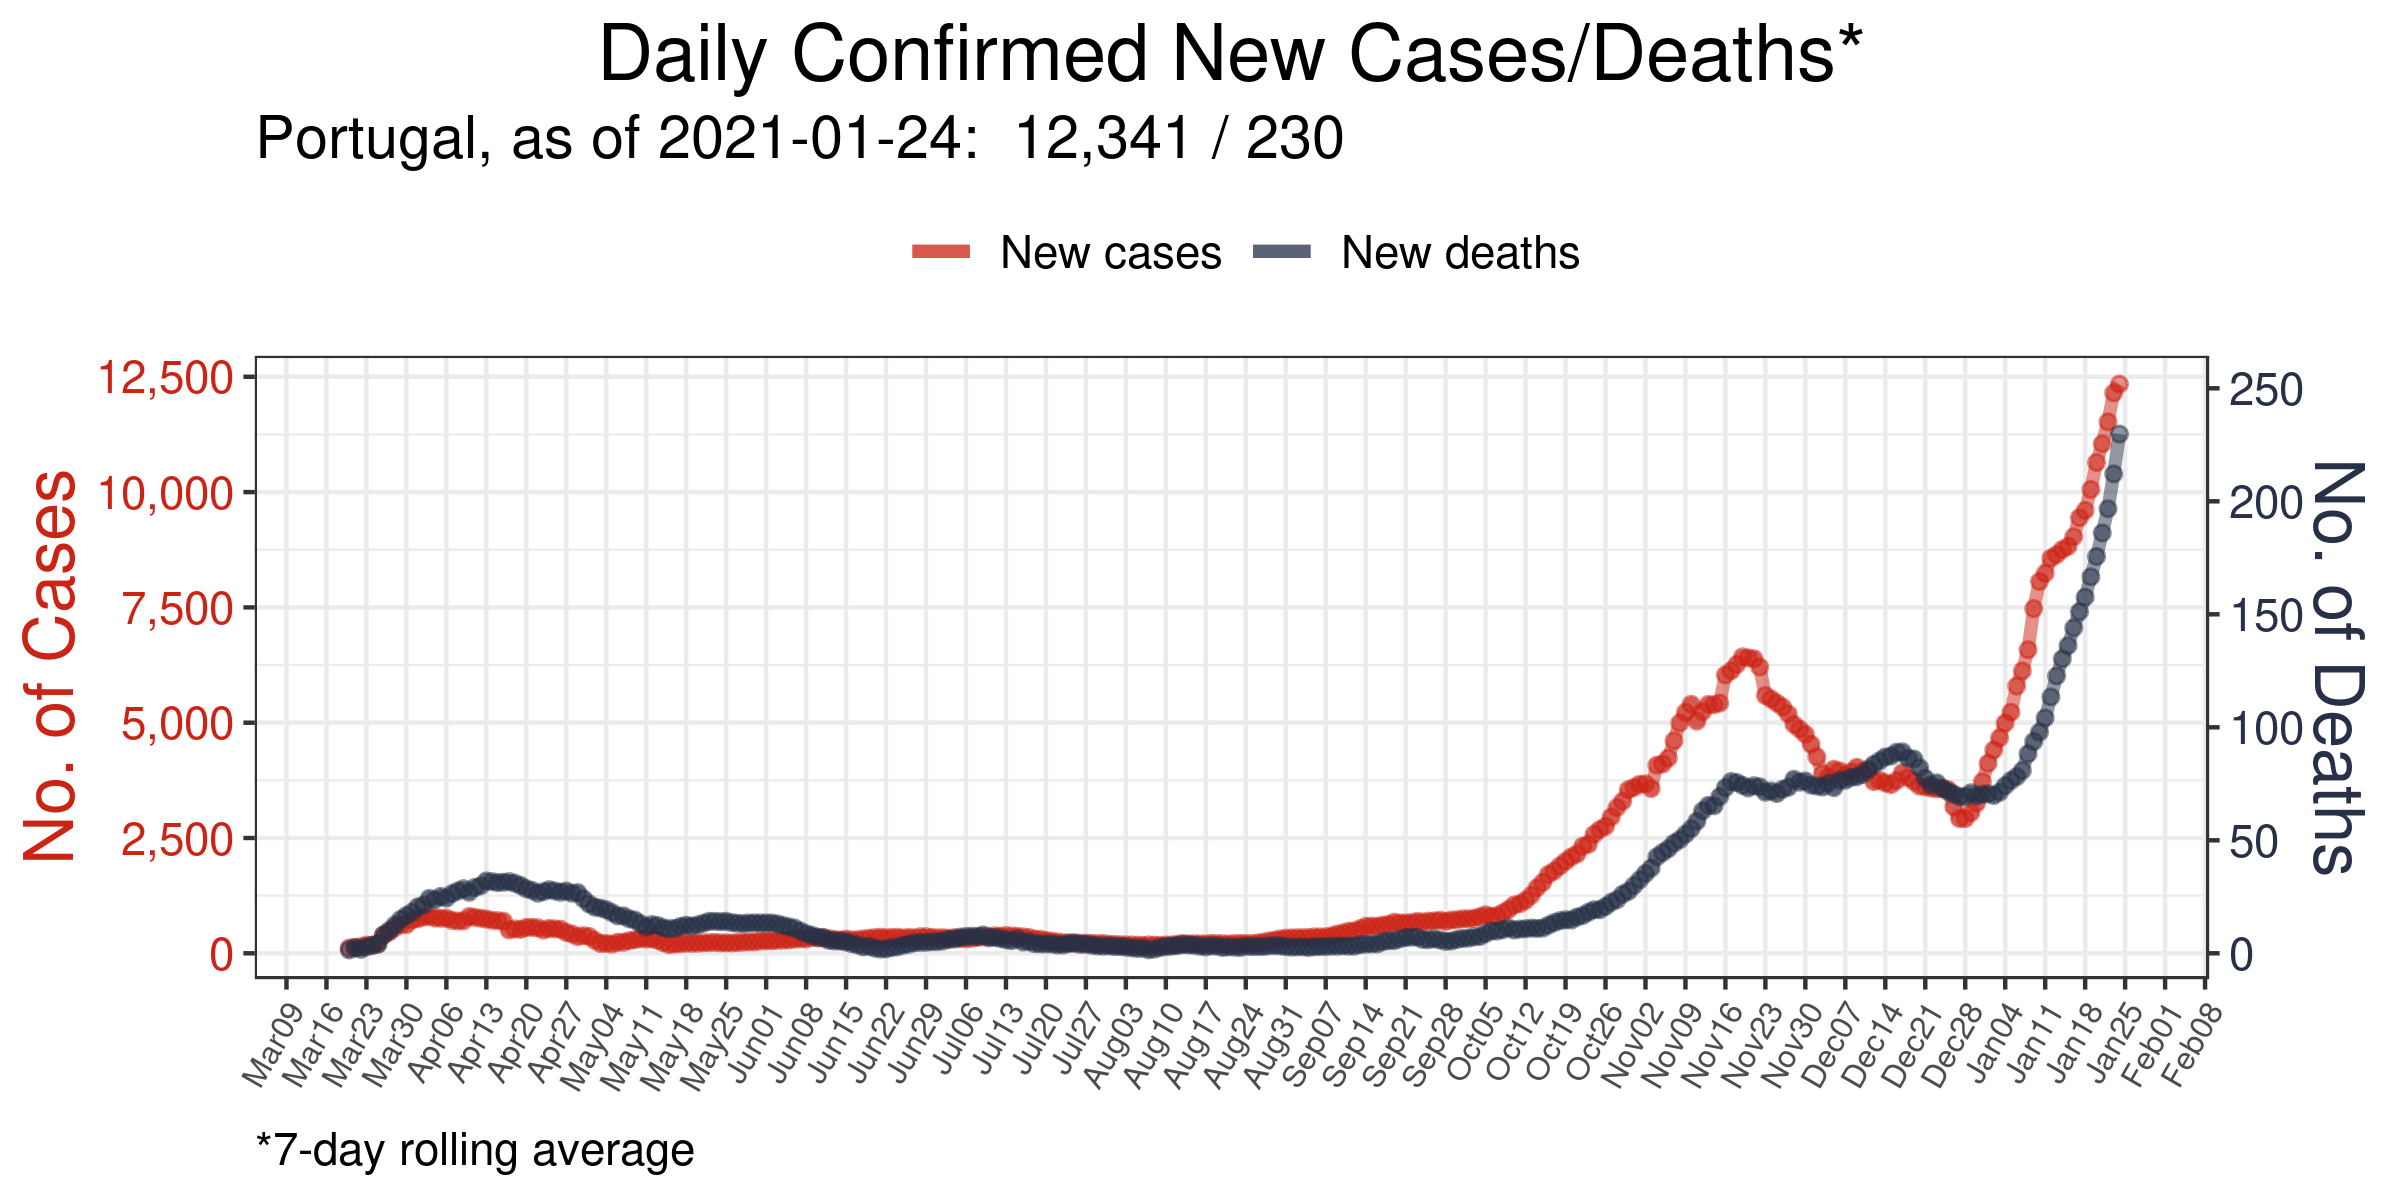 Daily Confirmed New Cases/Deaths*
Portugal, as of 2021-01-24:  12,341 / 230
New cases
New deaths
No. of Cases
12,500
10,000
7,500
5,000
2,500
0
No. of Deaths
250
200
150
100
50
0
Mar09
Mar16
Mar23
Mar30
Apr06
Apr13
Apr20
Apr27
May04
May11
May18
May25
Jun01
Jun08
Jun15
Jun22
Jun29
Jul06
Jul13
Jul20
Jul27
Aug03
Aug10
Aug17
Aug24
Aug31
Sep07
Sep14
Sep21
Sep28
Oct05
Oct12
Oct19
Oct26
Nov02
Nov09
Nov16
Nov23
Nov30
Dec07
Dec14
Dec21
Dec28
Jan04
Jan11
Jan18
Jan25
Feb01
Feb08
*7-day rolling average